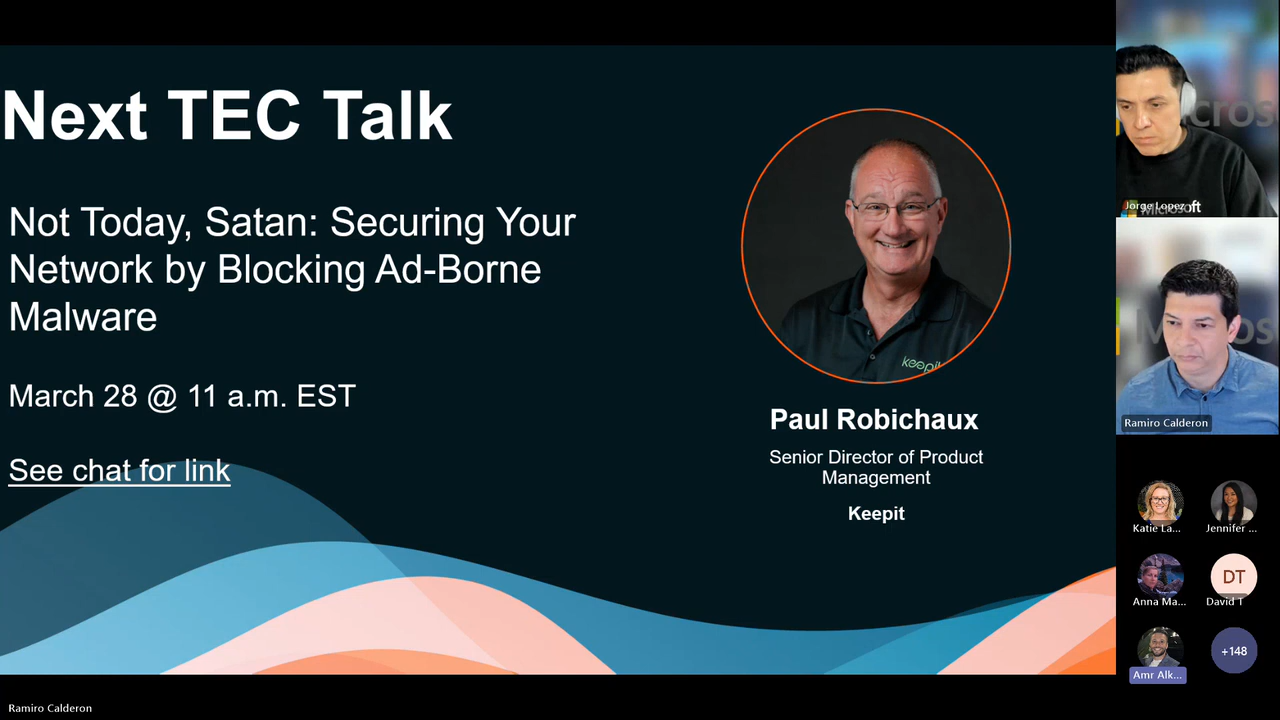 Next TEC Talk
Not Today, Satan: Securing Your
Network by Blocking Ad-Borne
Malware
March 28 @ 11 a.m. EST
See chat for link
keepit
Paul Robichaux
Senior Director of Product
Management
Keepit
Jorge Lopez
Microsoft
Ramiro Calderon
Katie La...
Jennifer ...
Anna Ma...
DT
David T
Amr Alk...
+148
Ramiro Calderon